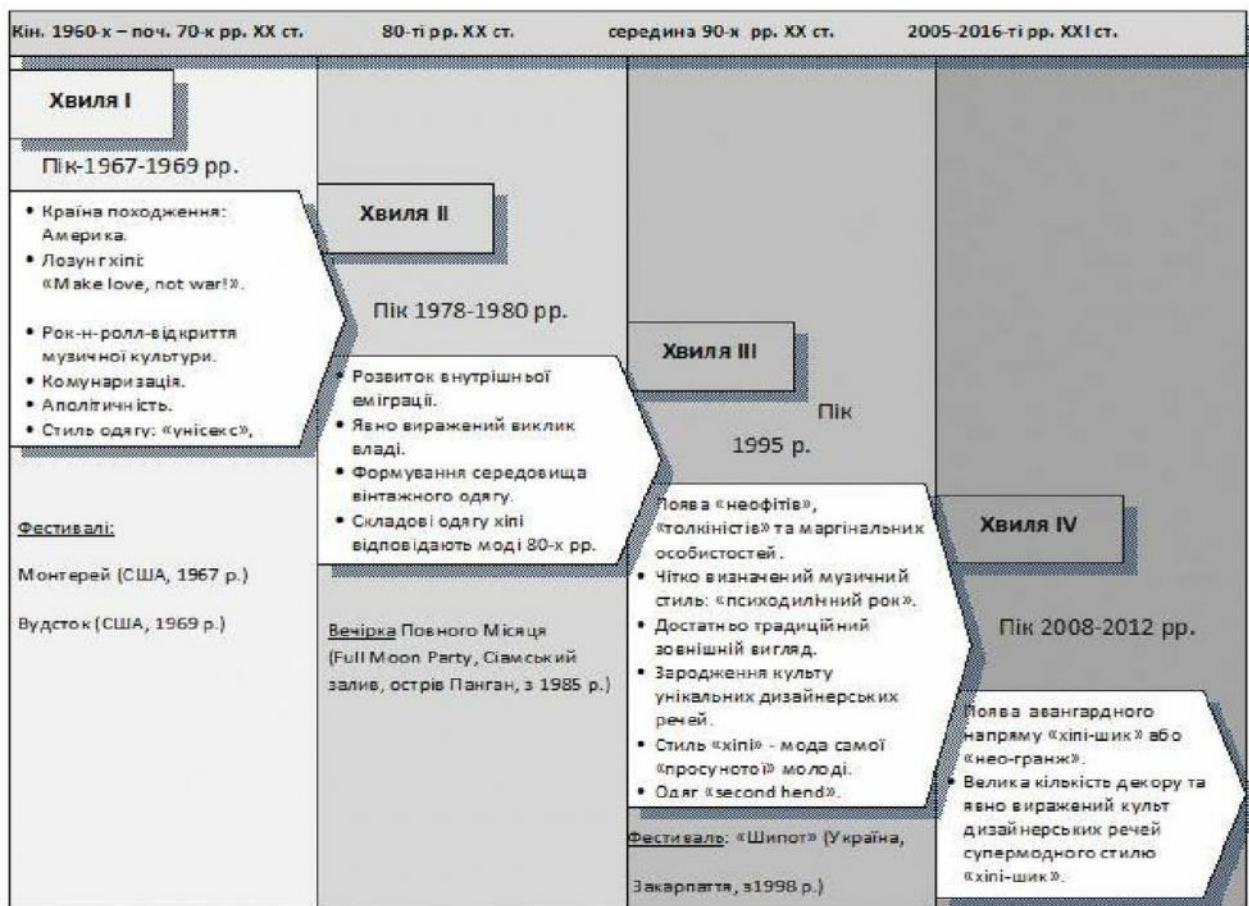 Кін. 1960-х – поч. 70-х рр. ХХ ст.
80-ті рр. ХХ ст.
середина 90-х рр. ХХ ст.
2005-2016-ті рр. ХХІ ст.
Хвиля І
Пік-1967-1969 рр.
• Країна походження:
Америка.
• Лозунг хіпі:
«Make love, not war!».
• Рок-н-ролл-відкриття
музичної культури.
• Комунаризація.
• Аполітичність.
• Стиль одягу: «унісекс»,
Фестивалі:
Монтерей (США, 1967 р.)
Вудсток (США, 1969 р.)
Хвиля ІІ
Пік 1978-1980 рр.
• Розвиток внутрішньої
еміграції.
• Явно виражений виклик
владі.
• Формування середовища
вінтажного одягу.
• Складові одягу хіпі
відповідають моді 80-х рр.
Вечірка Повного Місяця
(Full Moon Party, Сіамський
залив, острів Панган, з 1985 р.)
Хвиля ІІІ
Пік
1995 р.
Поява «неофітів»,
«толкіністів» та маргінальних
особистостей.
• Чітко визначений музичний
стиль: «психоделічний рок».
• Достатньо традиційний
зовнішній вигляд.
• Зародження культу
унікальних дизайнерських
речей.
• Стиль «хіпі» - мода самої
«просунотої» молоді.
• Одяг «second hend».
Фестиваль: «Шипот» (Україна,
Закарпаття, з1998 р.)
Хвиля IV
Пік 2008-2012 рр.
Поява авангардного
напряму «хіпі-шик» або
«нео-гранж».
• Велика кількість декору та
явно виражений культ
дизайнерських речей
супермодного стилю
«хіпі-шик».